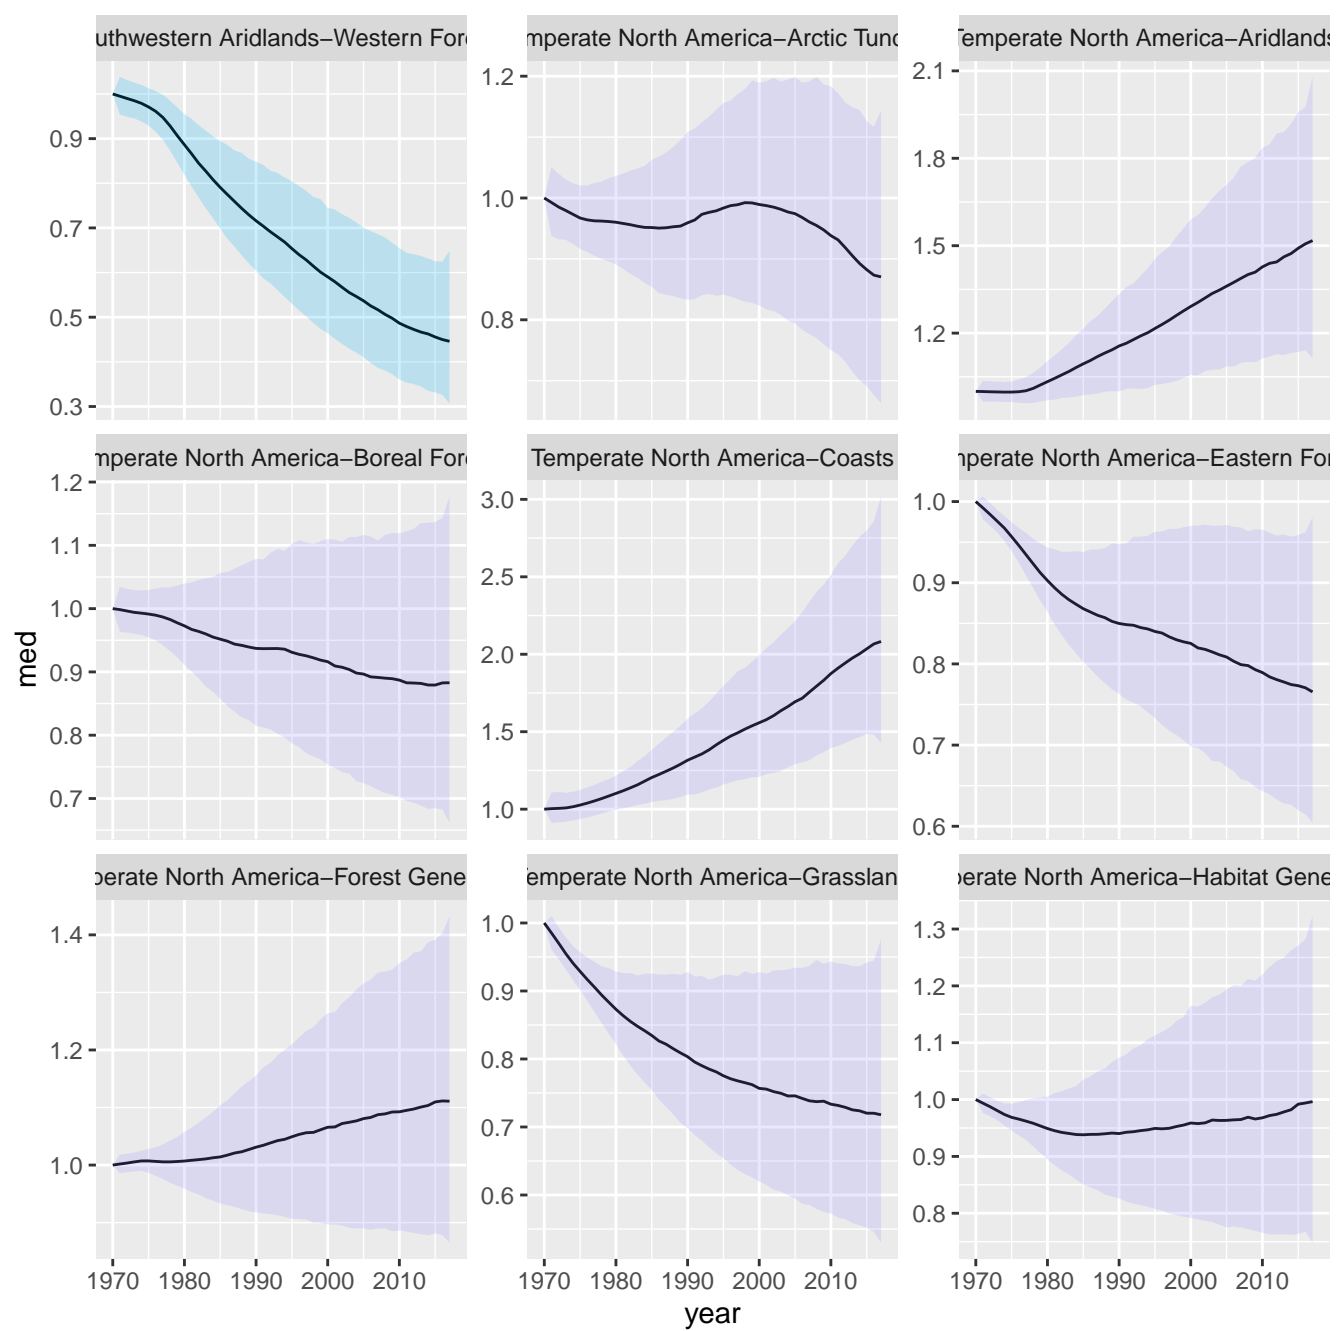 uthwestern Aridlands−Western For
mperate North America−Arctic Tun
Temperate North America−Aridlands
2.1
1.8
1.5
1.2
1.2
1.0
0.8
0.9
0.7
0.5
0.3
mperate North America−Boreal For
Temperate North America−Coasts
nperate North America−Eastern For
1.2
1.1
1.0
0.9
0.8
0.7
3.0
2.5
2.0
1.5
1.0
1.0
0.9
0.8
0.7
0.6
med
perate North America−Forest Gene
Temperate North America−Grasslan
perate North America−Habitat Gene
1.4
1.2
1.0
1.0
0.9
0.8
0.7
0.6
1.3
1.2
1.1
1.0
0.9
0.8
1970 1980 1990 2000 2010
1970 1980 1990 2000 2010
1970 1980 1990 2000 2010
year